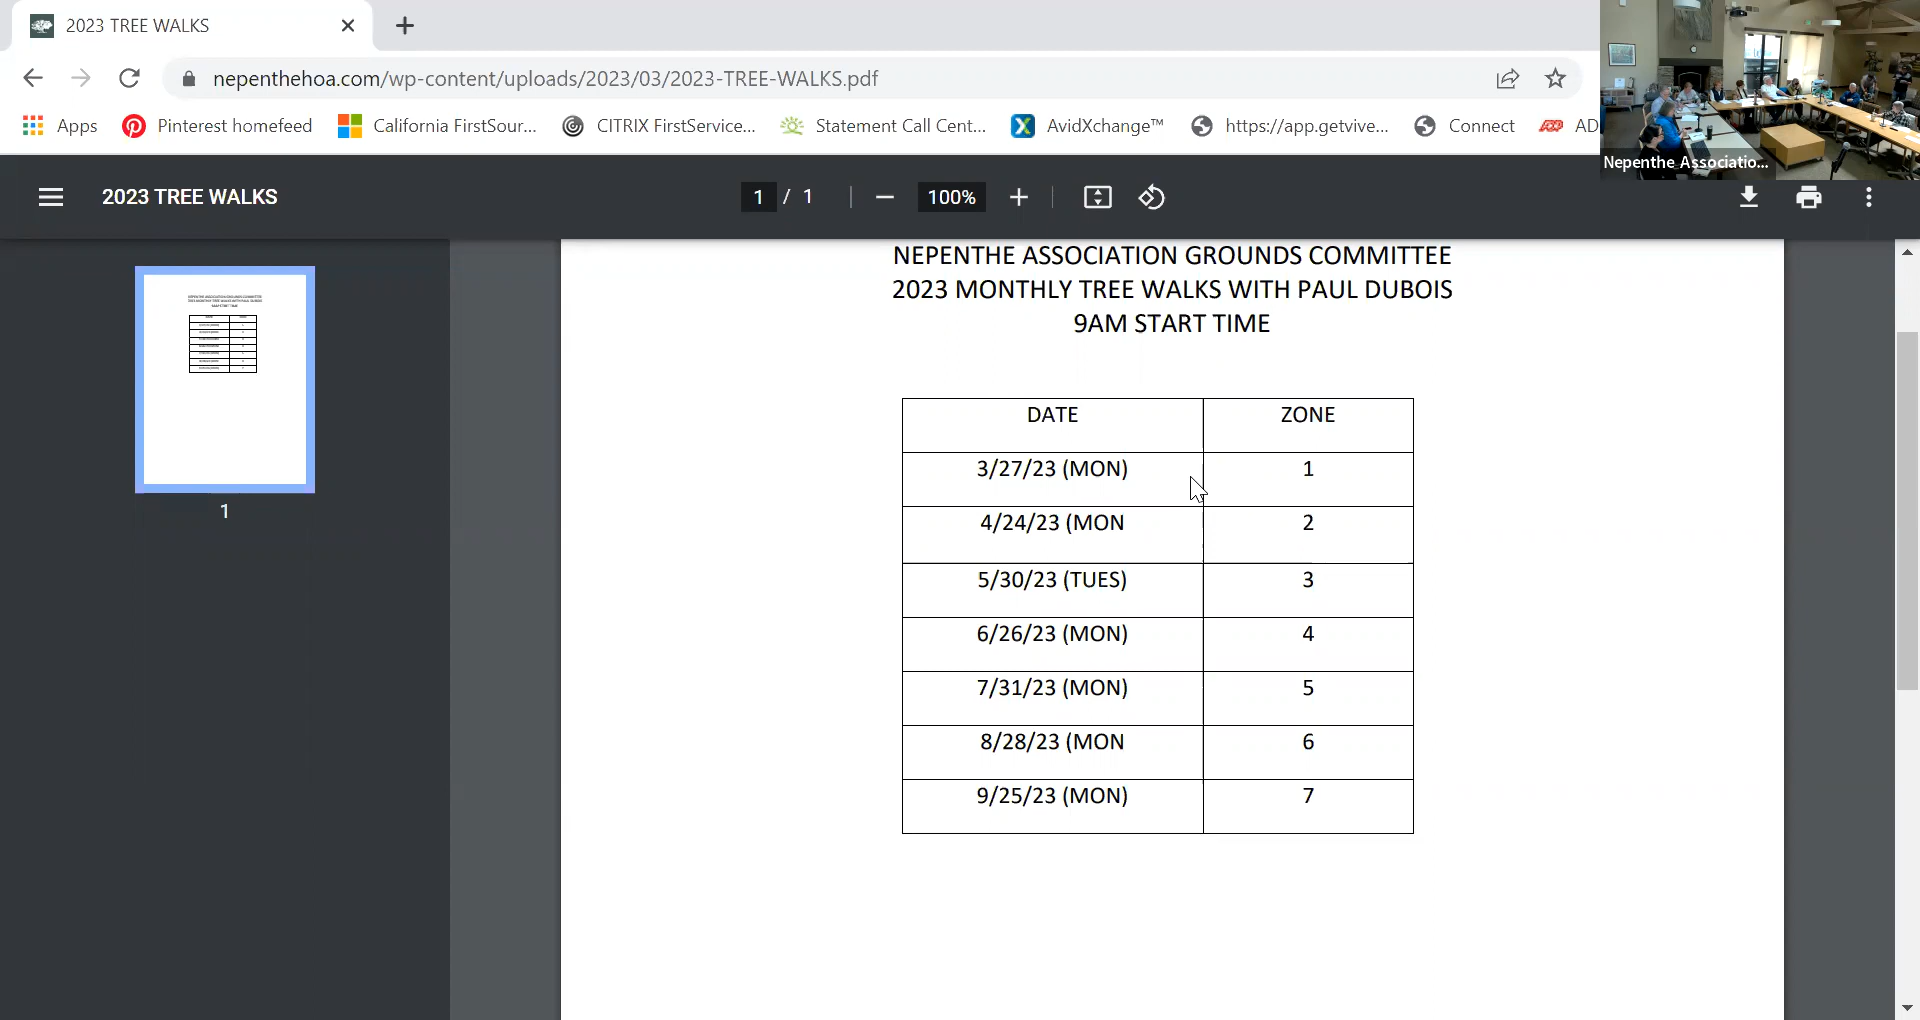 2023 TREE WALKS
nepenthehoa.com/wp-content/uploads/2023/03/2023-TREE-WALKS.pdf
Apps Pinterest homefeed California FirstSour... CITRIX FirstService... Statement Call Cent... AvidXchange™ https://app.getvive... Connect AD
Nepenthe Associatio...
2023 TREE WALKS 1 / 1 100%
NEPENTHE ASSOCIATION GROUNDS COMMITTEE
2023 MONTHLY TREE WALKS WITH PAUL DUBOIS
9AM START TIME
DATE ZONE
3/27/23 (MON) 1
4/24/23 (MON 2
5/30/23 (TUES) 3
6/26/23 (MON) 4
7/31/23 (MON) 5
8/28/23 (MON 6
9/25/23 (MON) 7
1